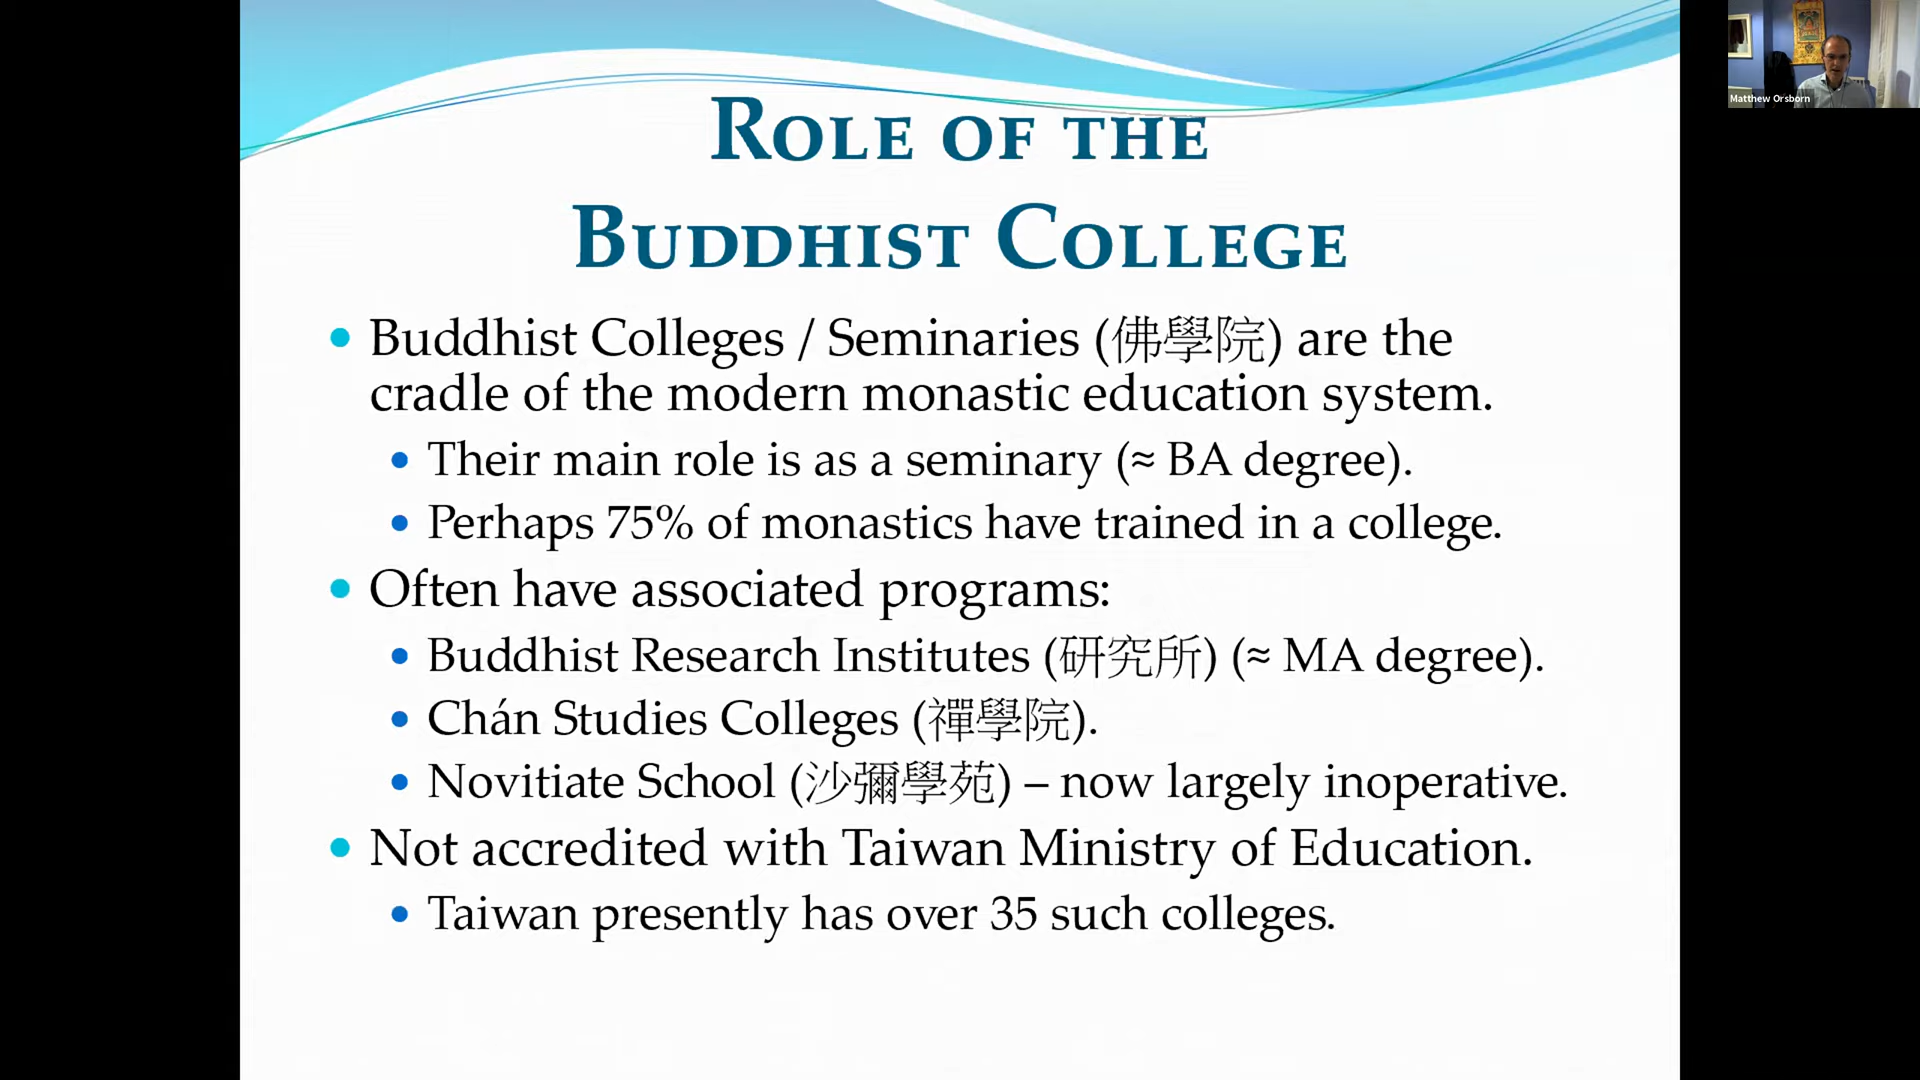 ROLE OF THE
BUDDHIST COLLEGE
• Buddhist Colleges / Seminaries (佛學院) are the
cradle of the modern monastic education system.
• Their main role is as a seminary (≈ BA degree).
• Perhaps 75% of monastics have trained in a college.
• Often have associated programs:
• Buddhist Research Institutes (研究所) (≈ MA degree).
• Chán Studies Colleges (禪學院).
• Novitiate School (沙彌學苑) – now largely inoperative.
• Not accredited with Taiwan Ministry of Education.
• Taiwan presently has over 35 such colleges.
Matthew Orsborn